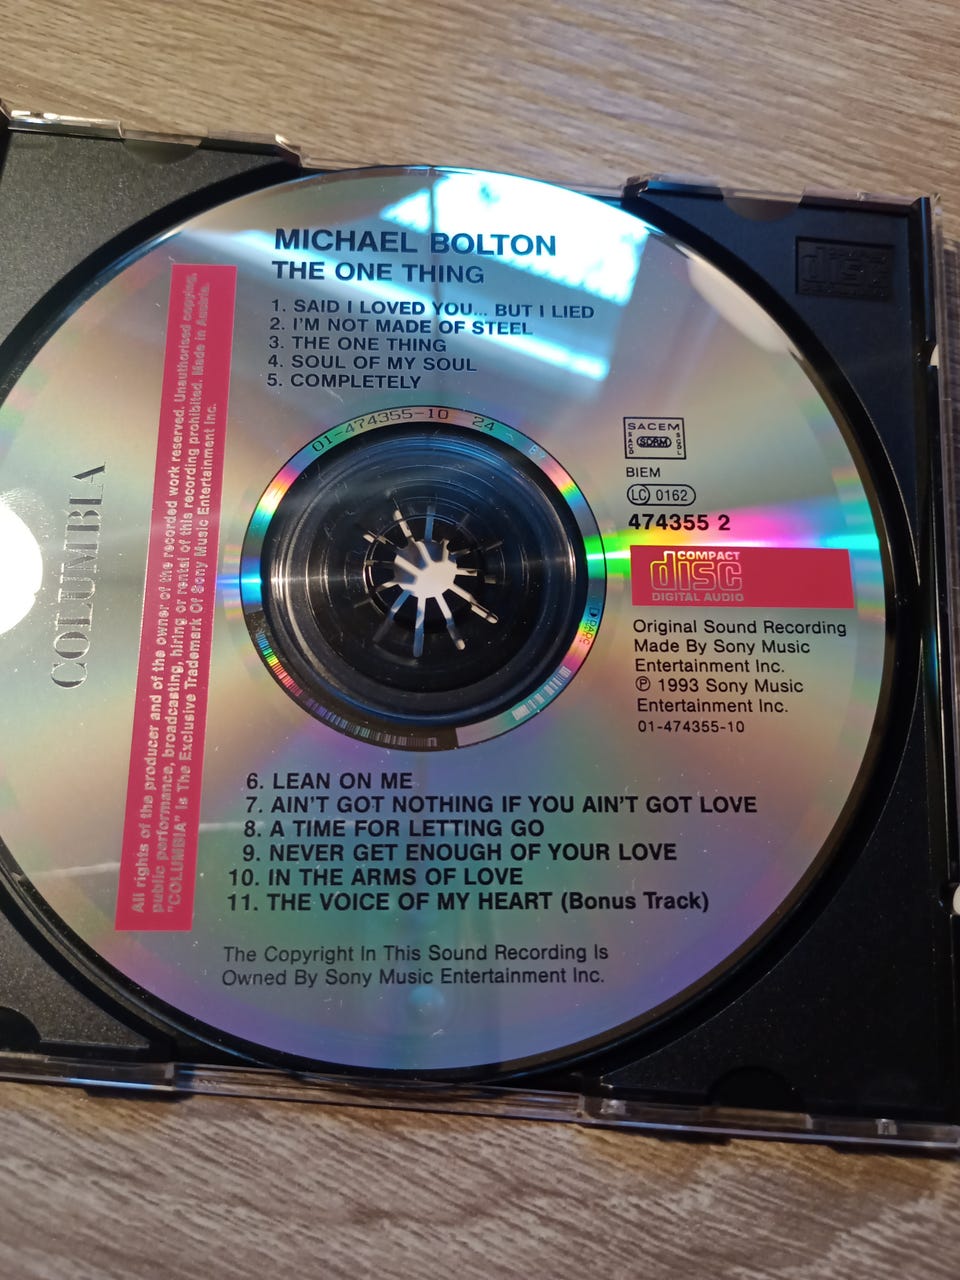 MICHAEL BOLTON
THE ONE THING
1. SAID I LOVED YOU... BUT I LIED
2. I'M NOT MADE OF STEEL
3. THE ONE THING
4. SOUL OF MY SOUL
5. COMPLETELY
COLUMBIA
All rights of the producer and of the owner of the recorded work reserved. Unauthorised copying,
public performance, broadcasting, hiring or rental of this recording prohibited. Made in Austria.
"COLUMBIA" Is The Exclusive Trademark Of Sony Music Entertainment Inc.
01-474355-10 24
DADC
disc
SACEM
SACD SDRM SCGL
BIEM
LC 0162
474355 2
COMPACT
disc
DIGITAL AUDIO
Original Sound Recording
Made By Sony Music
Entertainment Inc.
℗ 1993 Sony Music
Entertainment Inc.
01-474355-10
6. LEAN ON ME
7. AIN'T GOT NOTHING IF YOU AIN'T GOT LOVE
8. A TIME FOR LETTING GO
9. NEVER GET ENOUGH OF YOUR LOVE
10. IN THE ARMS OF LOVE
11. THE VOICE OF MY HEART (Bonus Track)
The Copyright In This Sound Recording Is
Owned By Sony Music Entertainment Inc.